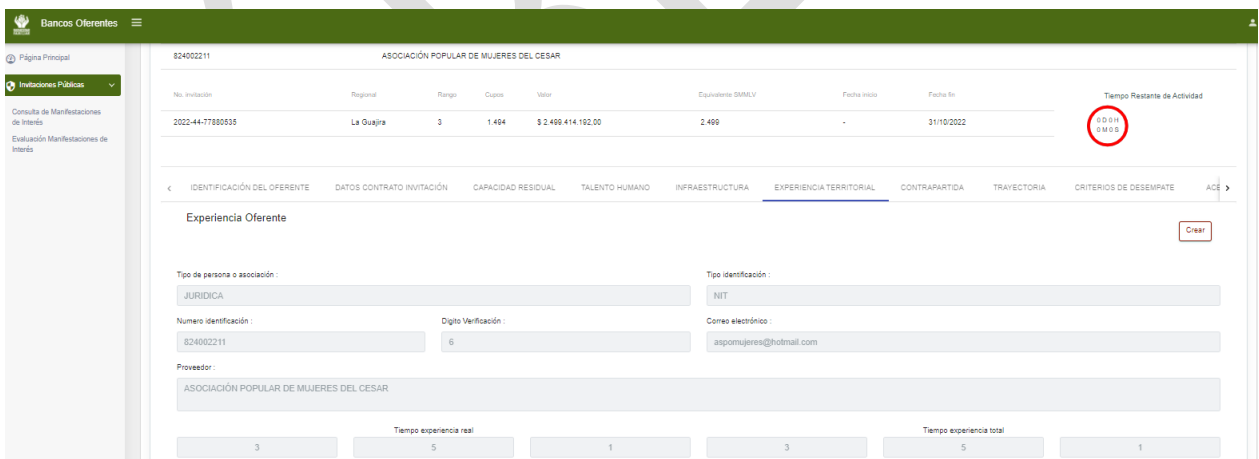 Bancos Oferentes
Página Principal
Invitaciones Públicas
Consulta de Manifestaciones
de Interés
Evaluación Manifestaciones de
Interés
824002211 ASOCIACIÓN POPULAR DE MUJERES DEL CESAR
No. invitación Regional Rango Cupos Valor Equivalente SMMLV Fecha inicio Fecha fin Tiempo Restante de Actividad
2022-44-77880535 La Guajira 3 1.494 $ 2.499.414.192,00 2.499 - 31/10/2022
0 D 0 H
0 M 0 S
IDENTIFICACIÓN DEL OFERENTE DATOS CONTRATO INVITACIÓN CAPACIDAD RESIDUAL TALENTO HUMANO INFRAESTRUCTURA EXPERIENCIA TERRITORIAL CONTRAPARTIDA TRAYECTORIA CRITERIOS DE DESEMPATE
Experiencia Oferente
Crear
Tipo de persona o asociación : Tipo identificación :
JURIDICA NIT
Numero identificación : Digito Verificación : Correo electrónico :
824002211 6 aspomujeres@hotmail.com
Proveedor :
ASOCIACIÓN POPULAR DE MUJERES DEL CESAR
Tiempo experiencia real Tiempo experiencia total
3 5 1 3 5 1